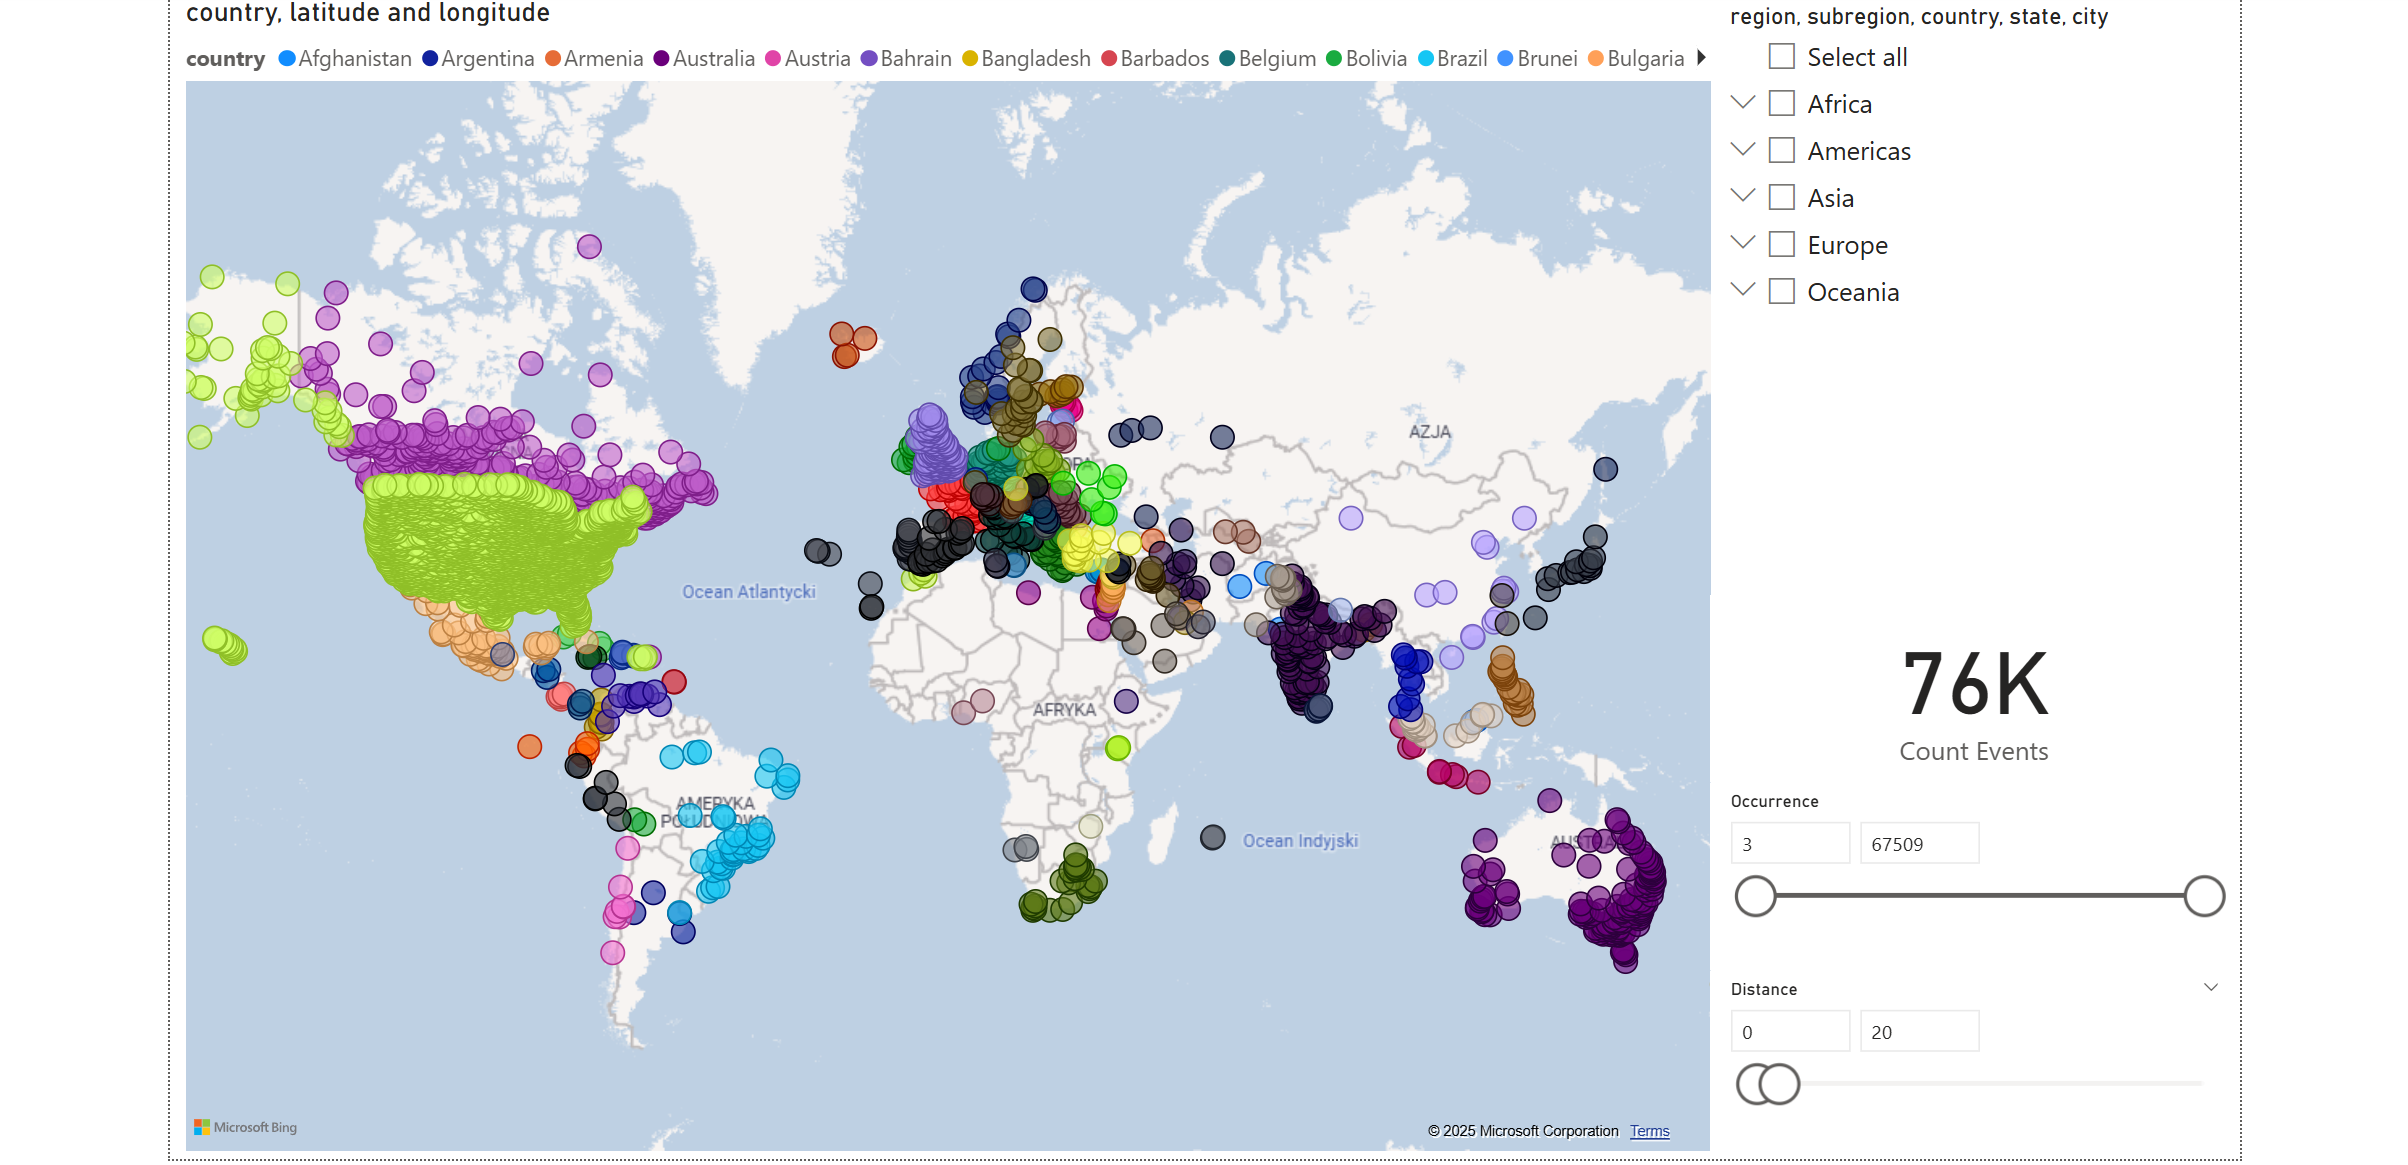 country, latitude and longitude
country Afghanistan Argentina Armenia Australia Austria Bahrain Bangladesh Barbados Belgium Bolivia Brazil Brunei Bulgaria
AZJA
Ocean Atlantycki
AFRYKA
AMERYKA
POŁUDNIOWA
Ocean Indyjski
Microsoft Bing
© 2025 Microsoft Corporation Terms
region, subregion, country, state, city
Select all
Africa
Americas
Asia
Europe
Oceania
76K
Count Events
Occurrence
3 67509
Distance
0 20